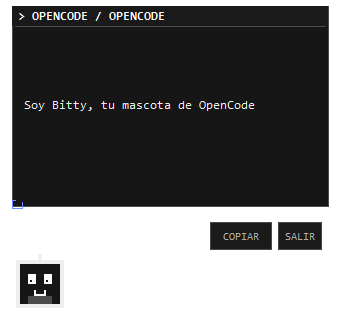 > OPENCODE / OPENCODE
Soy Bitty, tu mascota de OpenCode
COPIAR
SALIR